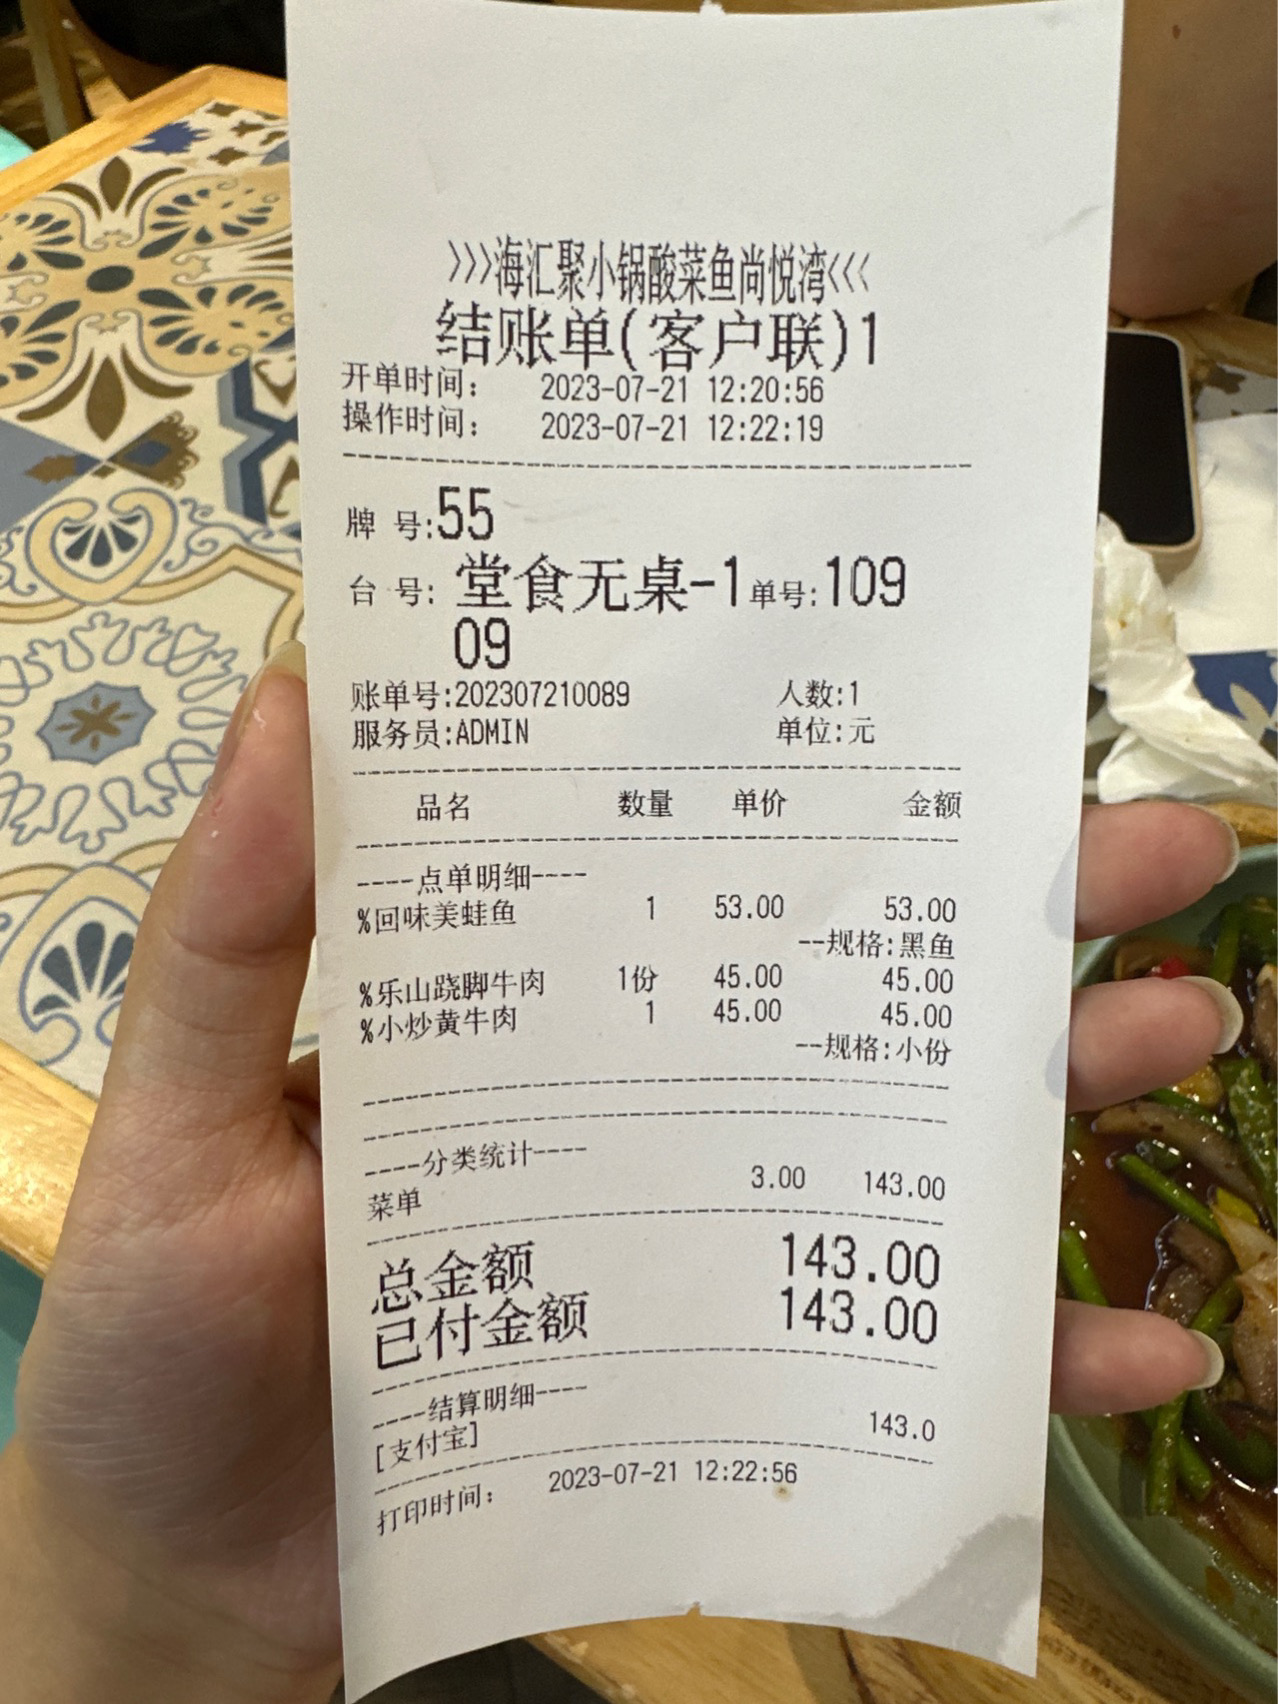 >>>海汇聚小锅酸菜鱼尚悦湾<<<
结账单(客户联)1
开单时间: 2023-07-21 12:20:56
操作时间: 2023-07-21 12:22:19
牌 号:55
台 号: 堂食无桌-1 单号:109
09
账单号:202307210089 人数:1
服务员:ADMIN 单位:元
品名 数量 单价 金额
----点单明细----
%回味美蛙鱼 1 53.00 53.00
--规格:黑鱼
%乐山跷脚牛肉 1份 45.00 45.00
%小炒黄牛肉 1 45.00 45.00
--规格:小份
----分类统计----
菜单 3.00 143.00
总金额 143.00
已付金额 143.00
----结算明细----
[支付宝] 143.0
打印时间: 2023-07-21 12:22:56